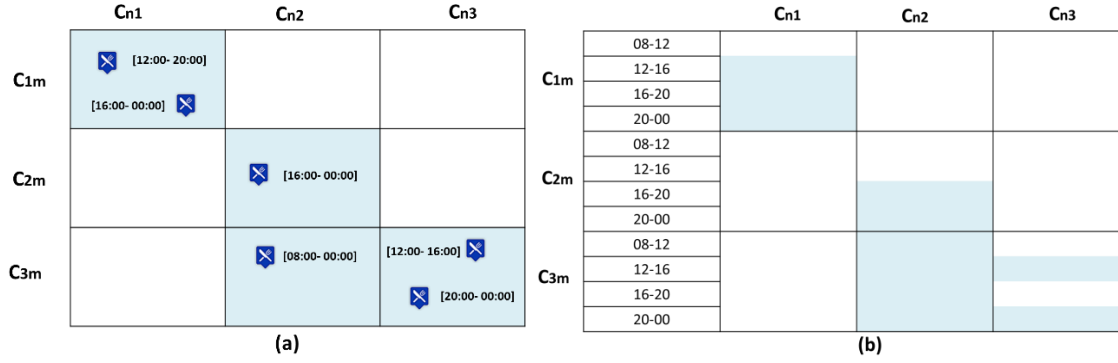 Cn1 Cn2 Cn3
C1m
[12:00- 20:00]
[16:00- 00:00]
C2m
[16:00- 00:00]
C3m
[08:00- 00:00]
[12:00- 16:00]
[20:00- 00:00]
(a)
Cn1 Cn2 Cn3
C1m
08-12
12-16
16-20
20-00
C2m
08-12
12-16
16-20
20-00
C3m
08-12
12-16
16-20
20-00
(b)